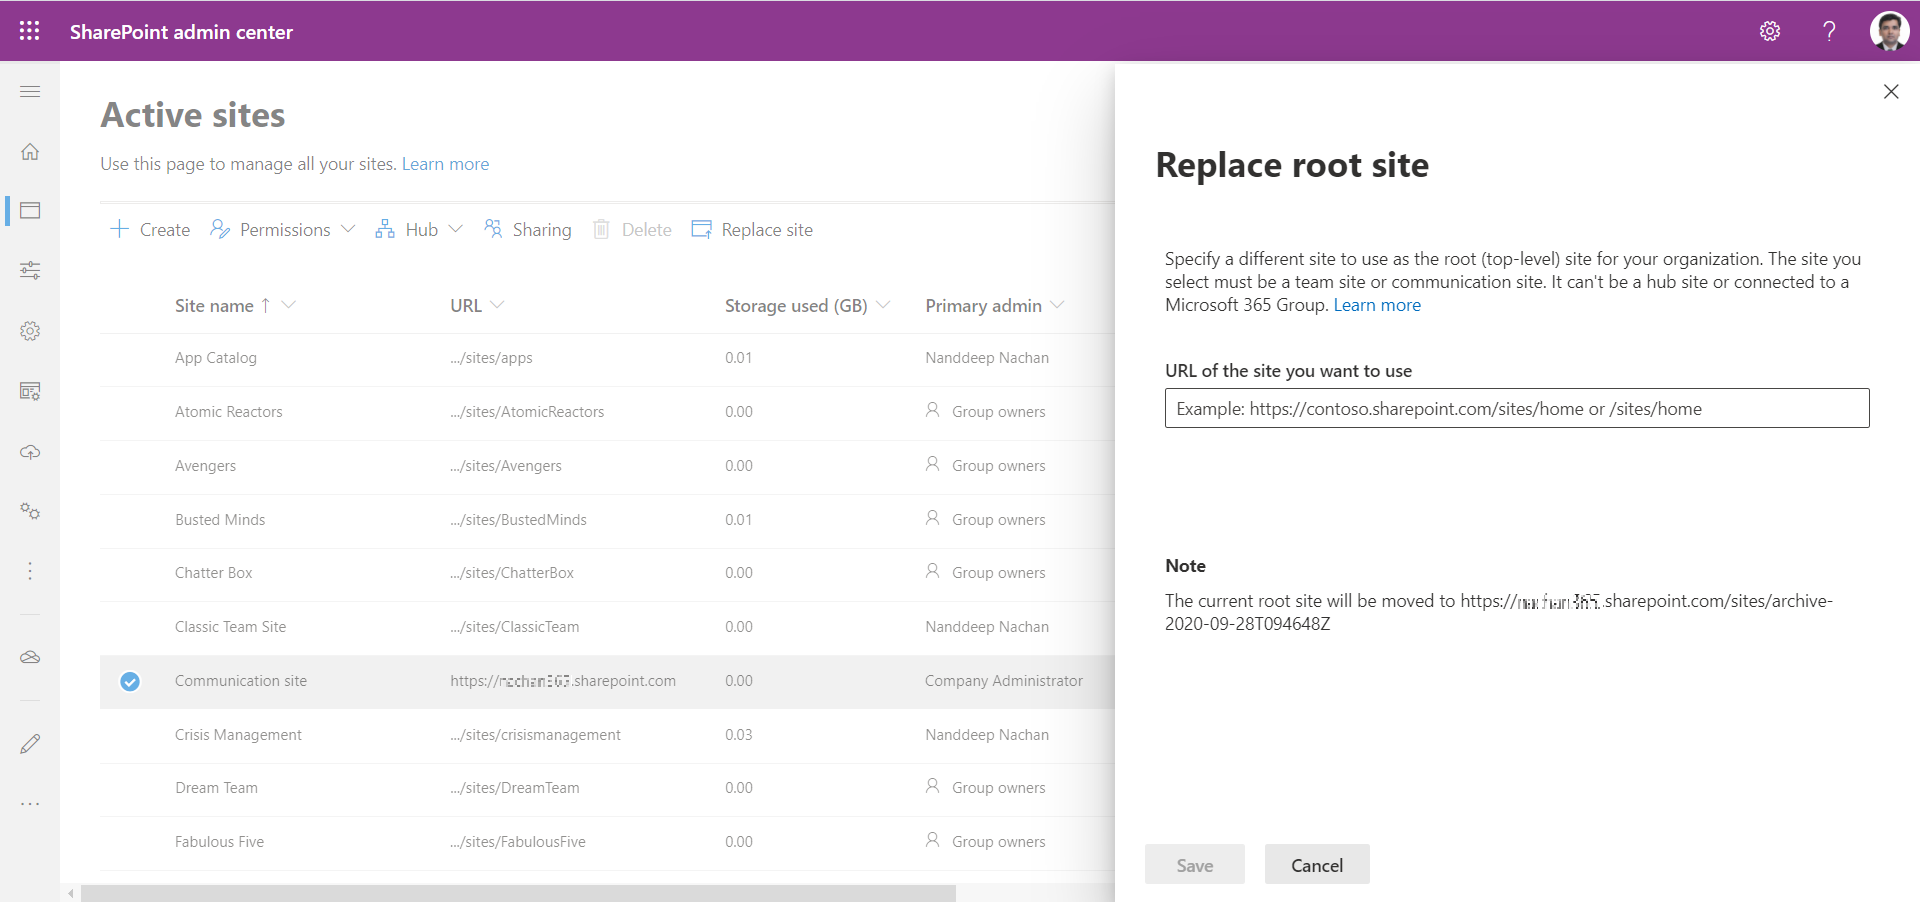 SharePoint admin center
?
Active sites
Use this page to manage all your sites. Learn more
Create Permissions Hub Sharing Delete Replace site
Site name ↑ URL Storage used (GB) Primary admin
App Catalog .../sites/apps 0.01 Nanddeep Nachan
Atomic Reactors .../sites/AtomicReactors 0.00 Group owners
Avengers .../sites/Avengers 0.00 Group owners
Busted Minds .../sites/BustedMinds 0.01 Group owners
Chatter Box .../sites/ChatterBox 0.00 Group owners
Classic Team Site .../sites/ClassicTeam 0.00 Nanddeep Nachan
Communication site https:// .sharepoint.com 0.00 Company Administrator
Crisis Management .../sites/crisismanagement 0.03 Nanddeep Nachan
Dream Team .../sites/DreamTeam 0.00 Group owners
Fabulous Five .../sites/FabulousFive 0.00 Group owners
Replace root site
Specify a different site to use as the root (top-level) site for your organization. The site you
select must be a team site or communication site. It can't be a hub site or connected to a
Microsoft 365 Group. Learn more
URL of the site you want to use
Example: https://contoso.sharepoint.com/sites/home or /sites/home
Note
The current root site will be moved to https:// .sharepoint.com/sites/archive-
2020-09-28T094648Z
Save Cancel